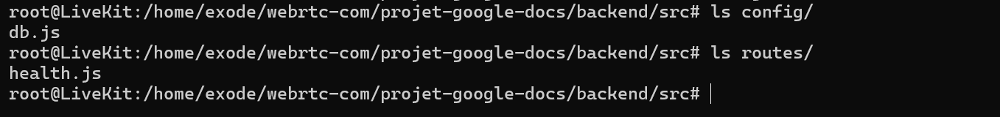 root@LiveKit:/home/exode/webrtc-com/projet-google-docs/backend/src# ls config/
db.js
root@LiveKit:/home/exode/webrtc-com/projet-google-docs/backend/src# ls routes/
health.js
root@LiveKit:/home/exode/webrtc-com/projet-google-docs/backend/src#